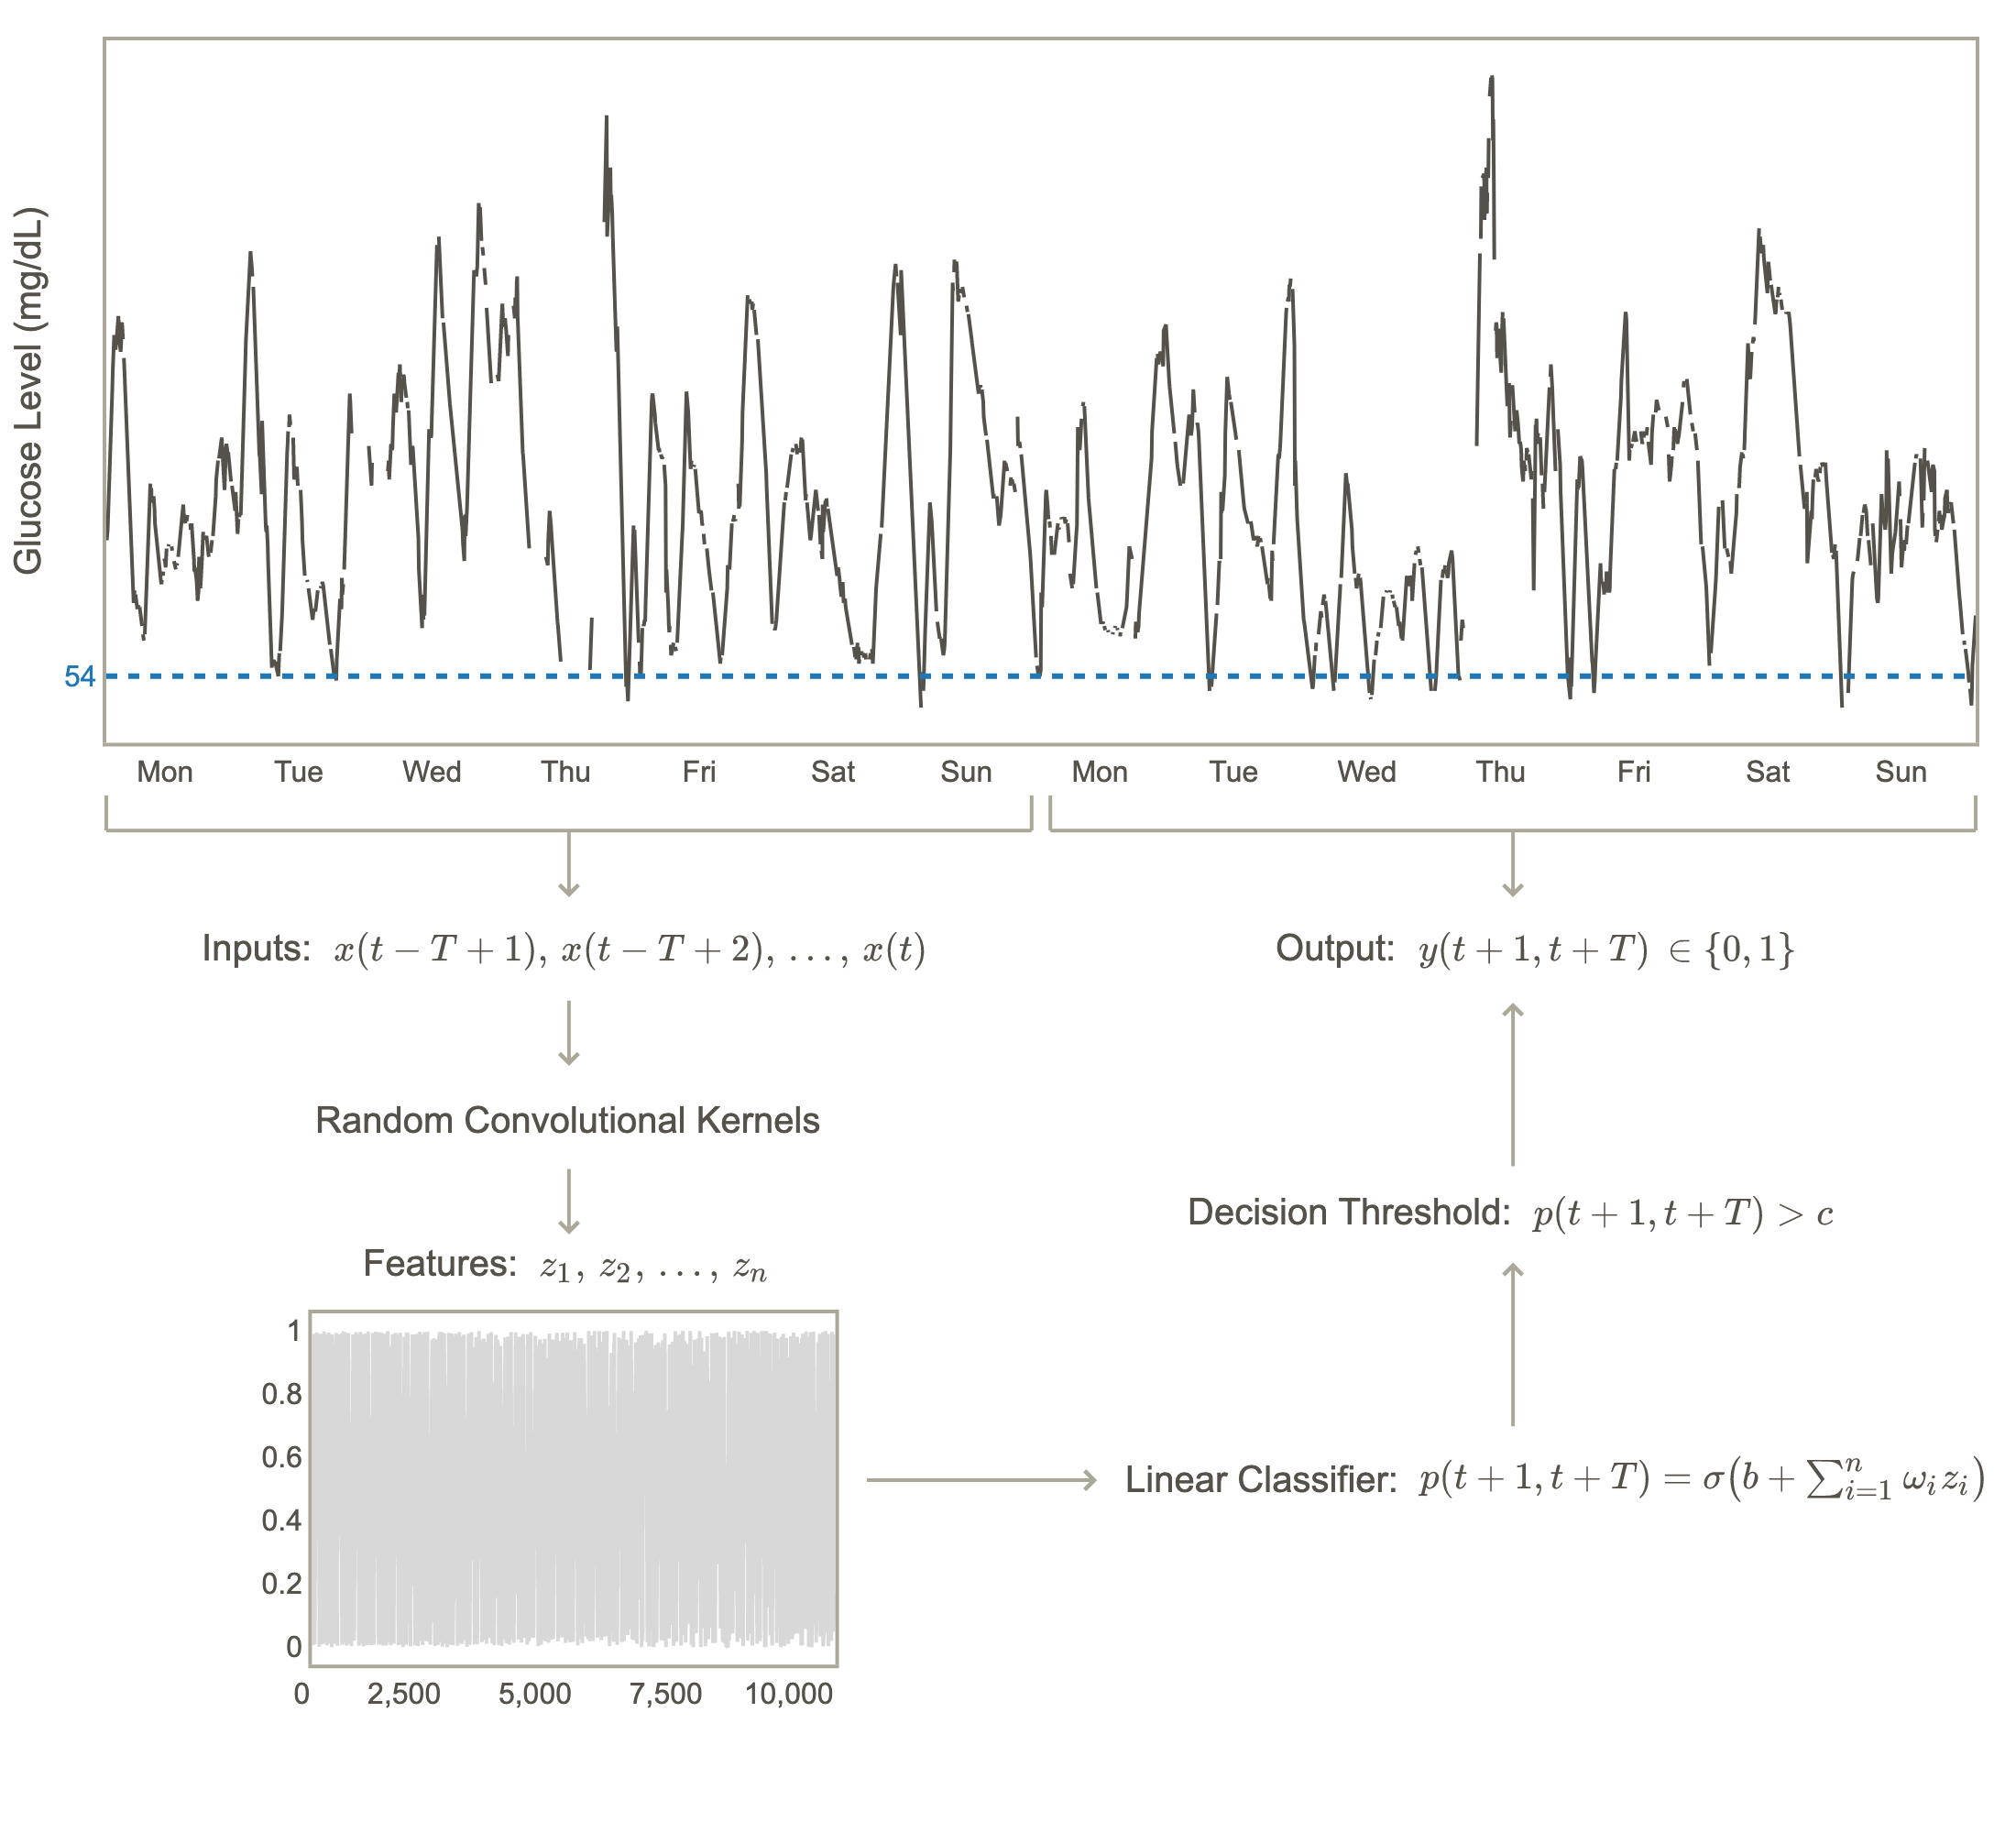 Glucose Level (mg/dL)
54
Mon Tue Wed Thu Fri Sat Sun Mon Tue Wed Thu Fri Sat Sun
Inputs: x(t − T + 1), x(t − T + 2), …, x(t)
Output: y(t + 1, t + T) ∈ {0, 1}
Random Convolutional Kernels
Decision Threshold: p(t + 1, t + T) > c
Features: z₁, z₂, …, zₙ
1
0.8
0.6
0.4
0.2
0
0 2,500 5,000 7,500 10,000
Linear Classifier: p(t + 1, t + T) = σ(b + ∑ⁿᵢ₌₁ ωᵢzᵢ)